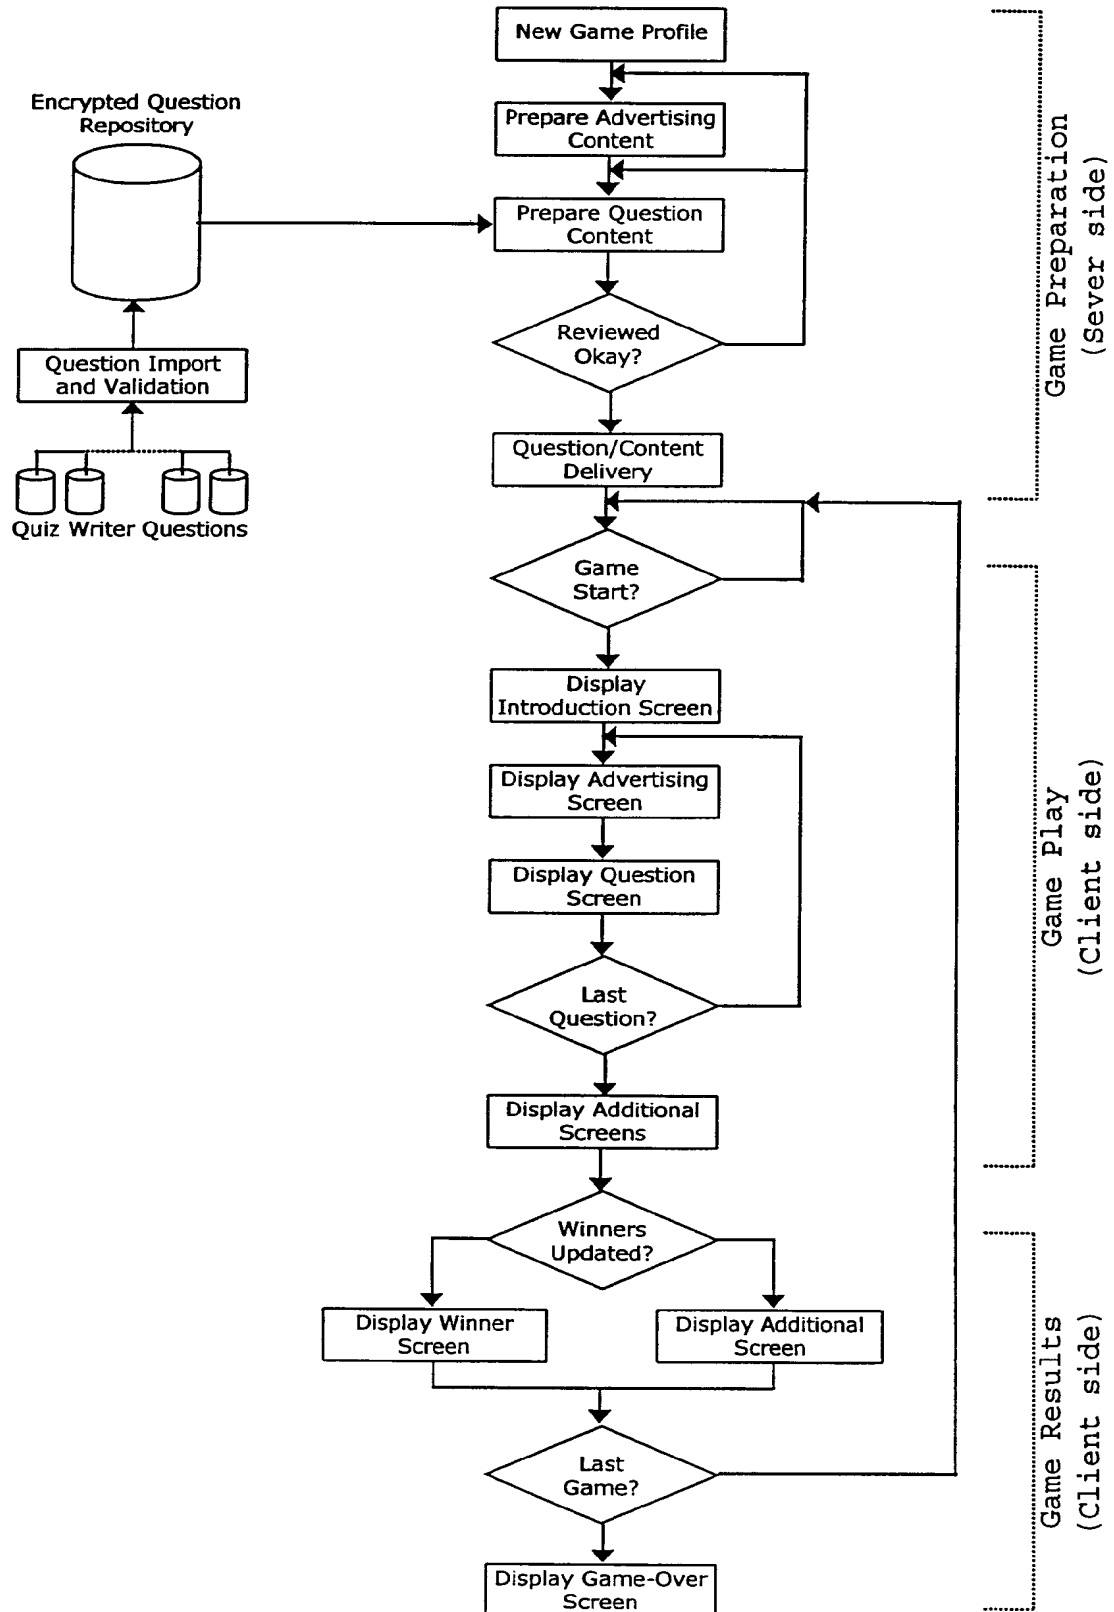 New Game Profile
Encrypted Question
Repository
Prepare Advertising
Content
Prepare Question
Content
Reviewed
Okay?
Question Import
and Validation
Question/Content
Delivery
Quiz Writer Questions
Game Preparation
(Sever side)
Game
Start?
Display
Introduction Screen
Display Advertising
Screen
Display Question
Screen
Last
Question?
Display Additional
Screens
Game Play
(Client side)
Winners
Updated?
Display Winner
Screen
Display Additional
Screen
Last
Game?
Display Game-Over
Screen
Game Results
(Client side)